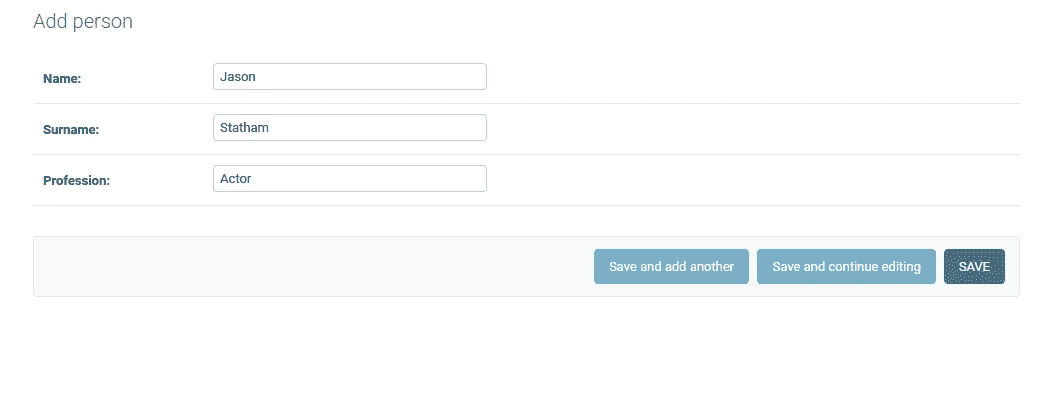 Add person
Name: Jason
Surname: Statham
Profession: Actor
Save and add another Save and continue editing SAVE